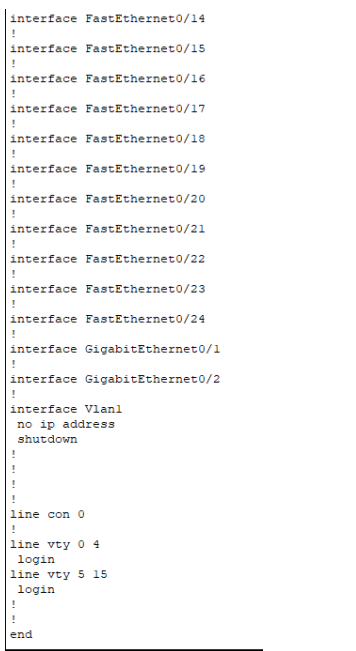 interface FastEthernet0/14
!
interface FastEthernet0/15
!
interface FastEthernet0/16
!
interface FastEthernet0/17
!
interface FastEthernet0/18
!
interface FastEthernet0/19
!
interface FastEthernet0/20
!
interface FastEthernet0/21
!
interface FastEthernet0/22
!
interface FastEthernet0/23
!
interface FastEthernet0/24
!
interface GigabitEthernet0/1
!
interface GigabitEthernet0/2
!
interface Vlan1
 no ip address
 shutdown
!
!
!
!
line con 0
!
line vty 0 4
 login
line vty 5 15
 login
!
!
end